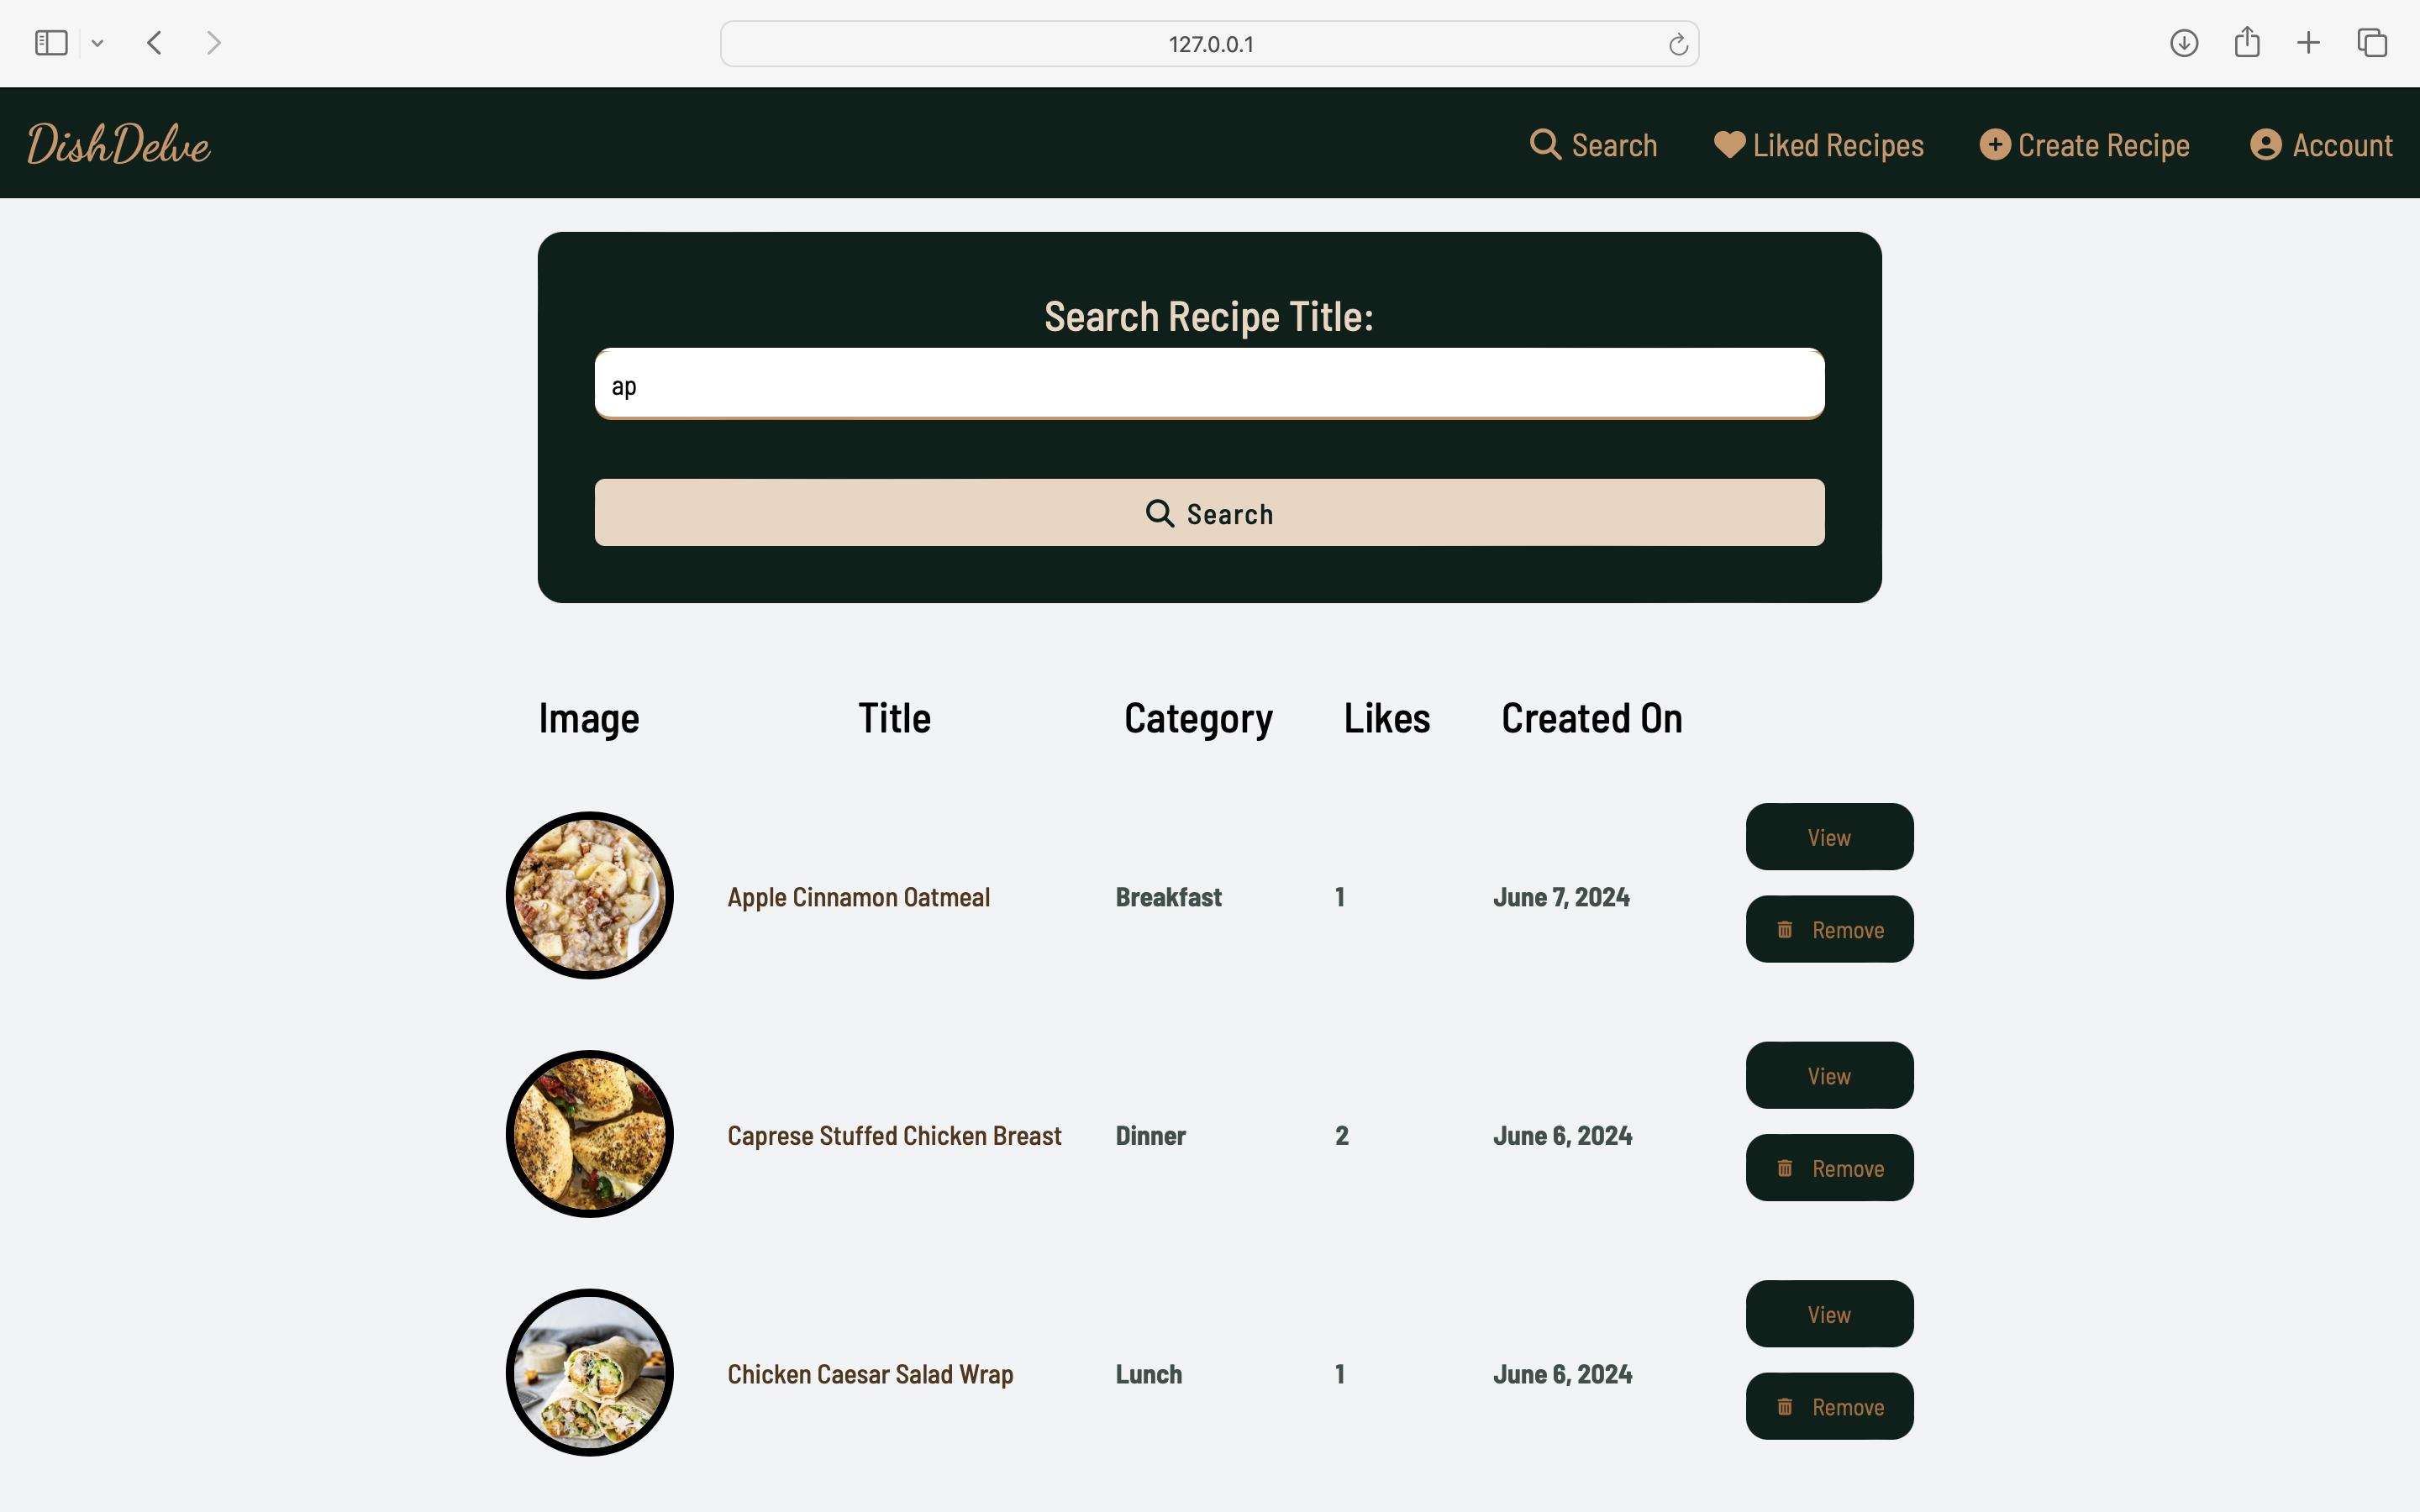 127.0.0.1
DishDelve
Search
Liked Recipes
Create Recipe
Account
Search Recipe Title:
ap
Search
Image Title Category Likes Created On
View
Apple Cinnamon Oatmeal Breakfast 1 June 7, 2024
Remove
View
Caprese Stuffed Chicken Breast Dinner 2 June 6, 2024
Remove
View
Chicken Caesar Salad Wrap Lunch 1 June 6, 2024
Remove